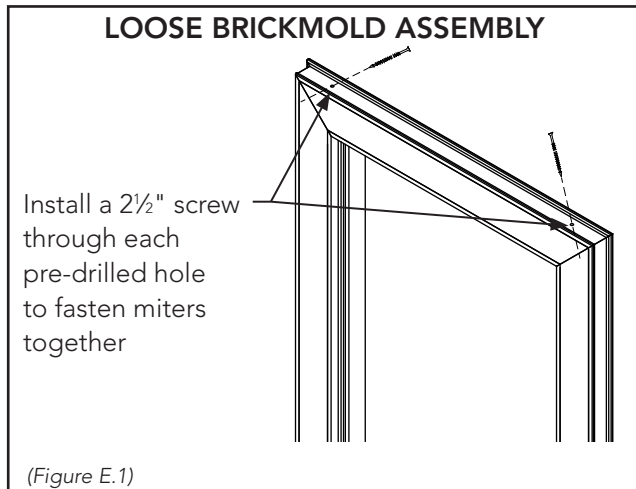 LOOSE BRICKMOLD ASSEMBLY
Install a 2½" screw
through each
pre-drilled hole
to fasten miters
together
(Figure E.1)